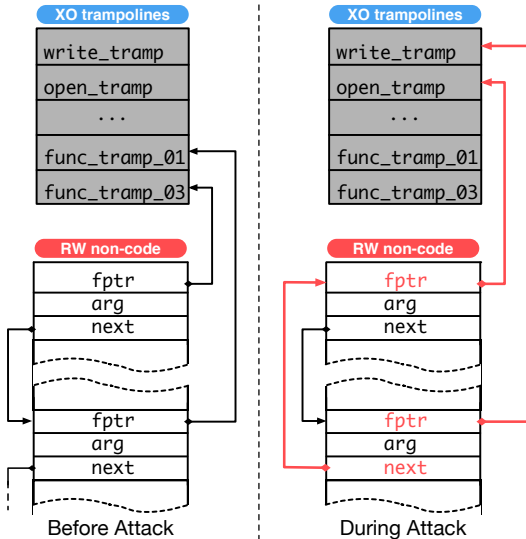 XO trampolines
write_tramp
open_tramp
...
func_tramp_01
func_tramp_03
RW non-code
fptr
arg
next
fptr
arg
next
Before Attack
XO trampolines
write_tramp
open_tramp
...
func_tramp_01
func_tramp_03
RW non-code
fptr
arg
next
fptr
arg
next
During Attack